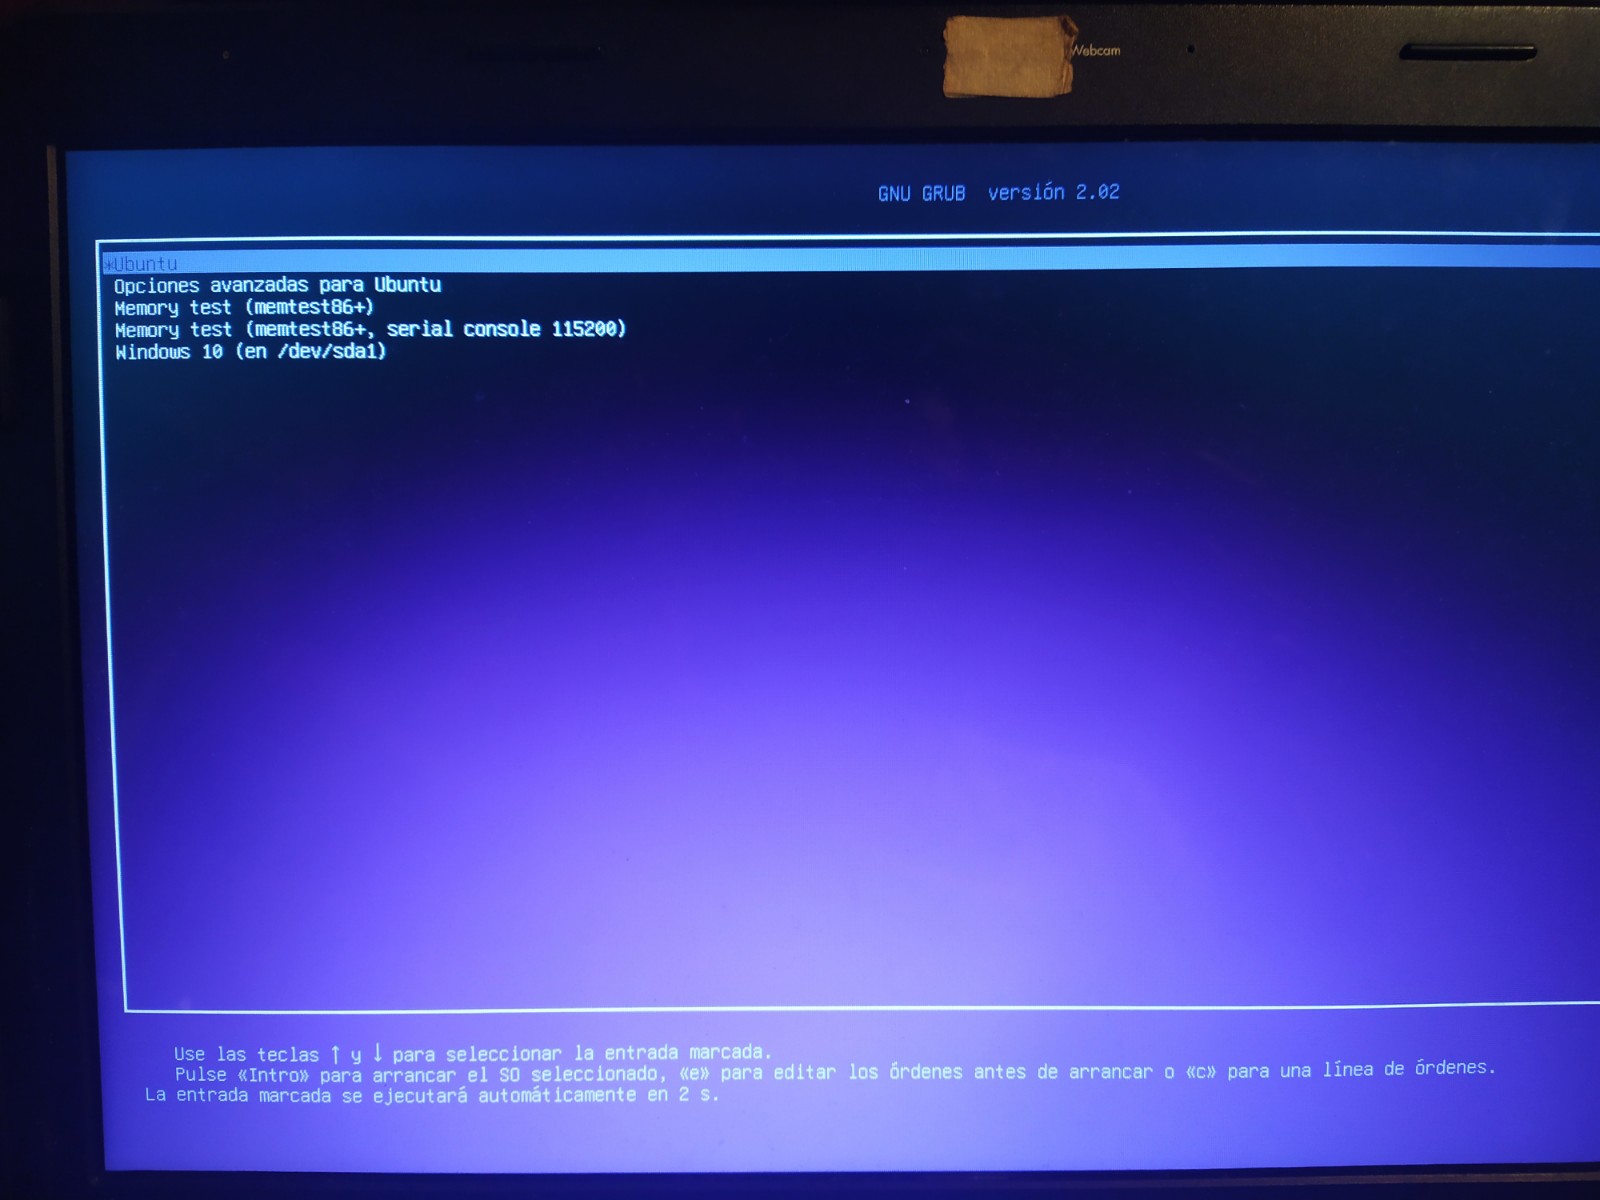 Webcam
GNU GRUB  versión 2.02
*Ubuntu
Opciones avanzadas para Ubuntu
Memory test (memtest86+)
Memory test (memtest86+, serial console 115200)
Windows 10 (en /dev/sda1)
Use las teclas ↑ y ↓ para seleccionar la entrada marcada.
Pulse «Intro» para arrancar el SO seleccionado, «e» para editar los órdenes antes de arrancar o «c» para una línea de órdenes.
La entrada marcada se ejecutará automáticamente en 2 s.